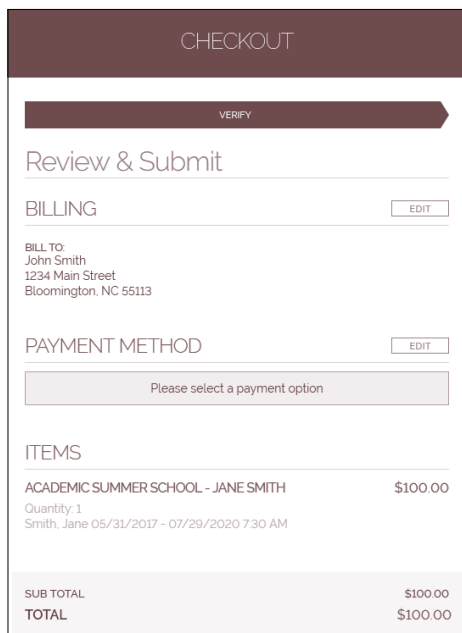 CHECKOUT
VERIFY
Review & Submit
BILLING
EDIT
BILL TO:
John Smith
1234 Main Street
Bloomington, NC 55113
PAYMENT METHOD
EDIT
Please select a payment option
ITEMS
ACADEMIC SUMMER SCHOOL - JANE SMITH $100.00
Quantity: 1
Smith, Jane 05/31/2017 - 07/29/2020 7:30 AM
SUB TOTAL $100.00
TOTAL $100.00